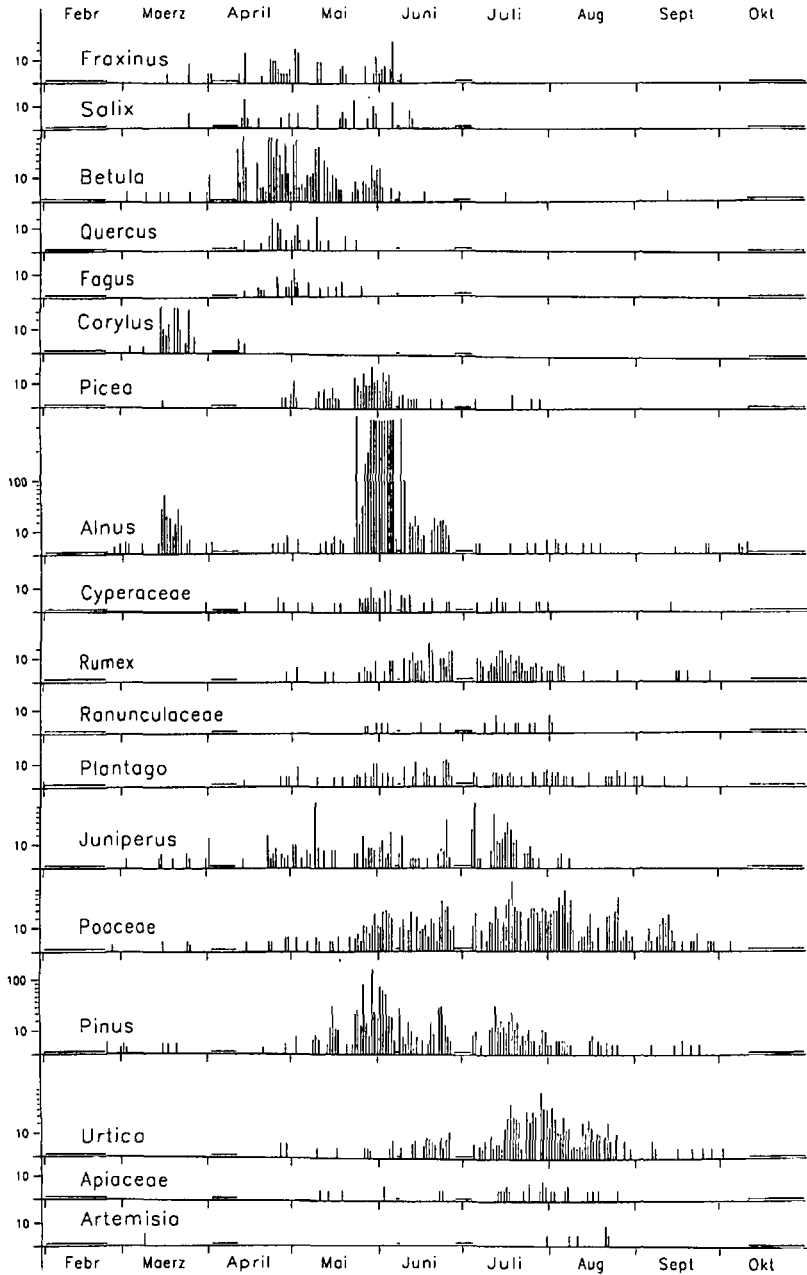 Febr Maerz April Mai Juni Juli Aug Sept Okt
10 Fraxinus
10 Salix
10 Betula
10 Quercus
10 Fagus
10 Corylus
10 Picea
100
10 Alnus
10 Cyperaceae
10 Rumex
10 Ranunculaceae
10 Plantago
10 Juniperus
10 Poaceae
100
10 Pinus
10 Urtica
10 Apiaceae
10 Artemisia
Febr Maerz April Mai Juni Juli Aug Sept Okt